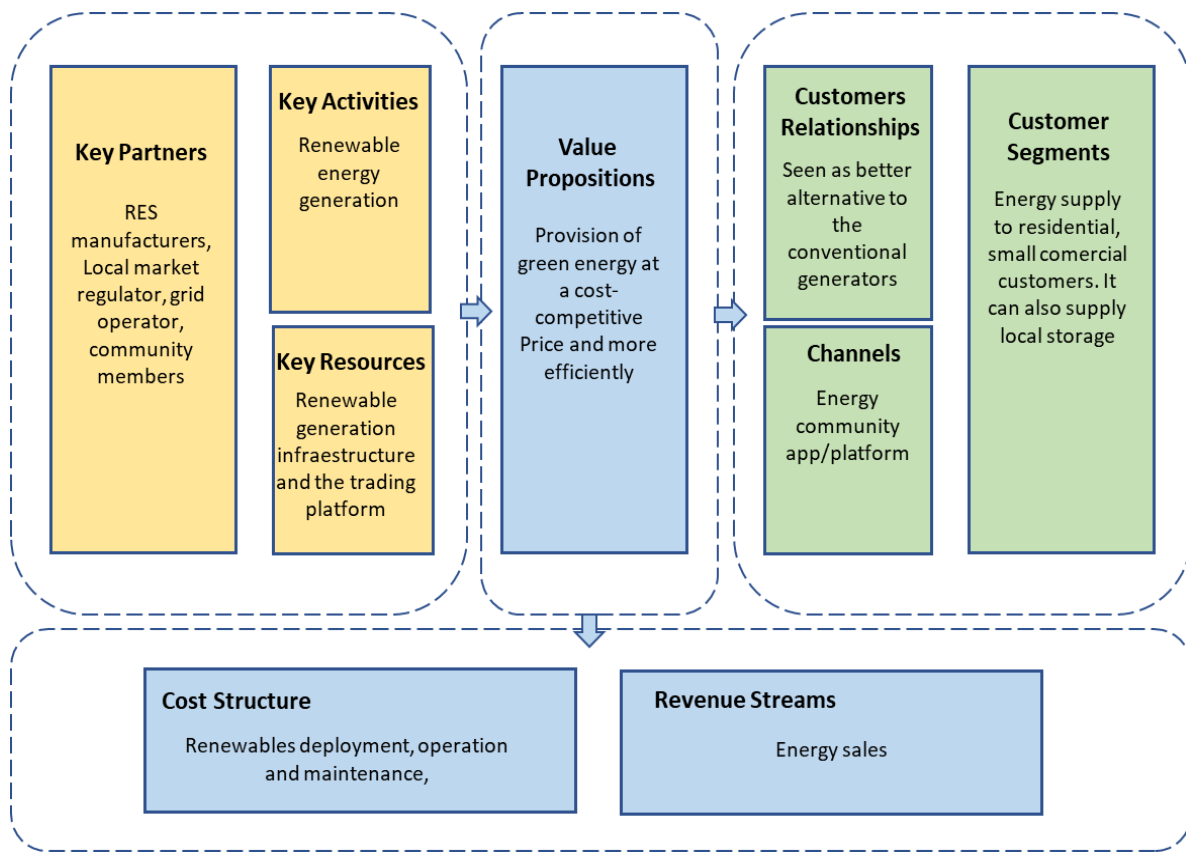 Key Partners
RES
manufacturers,
Local market
regulator, grid
operator,
community
members
Key Activities
Renewable
energy
generation
Key Resources
Renewable
generation
infraestructure
and the trading
platform
Value
Propositions
Provision of
green energy at
a cost-
competitive
Price and more
efficiently
Customers
Relationships
Seen as better
alternative to
the
conventional
generators
Channels
Energy
community
app/platform
Customer
Segments
Energy supply
to residential,
small comercial
customers. It
can also supply
local storage
Cost Structure
Renewables deployment, operation
and maintenance,
Revenue Streams
Energy sales